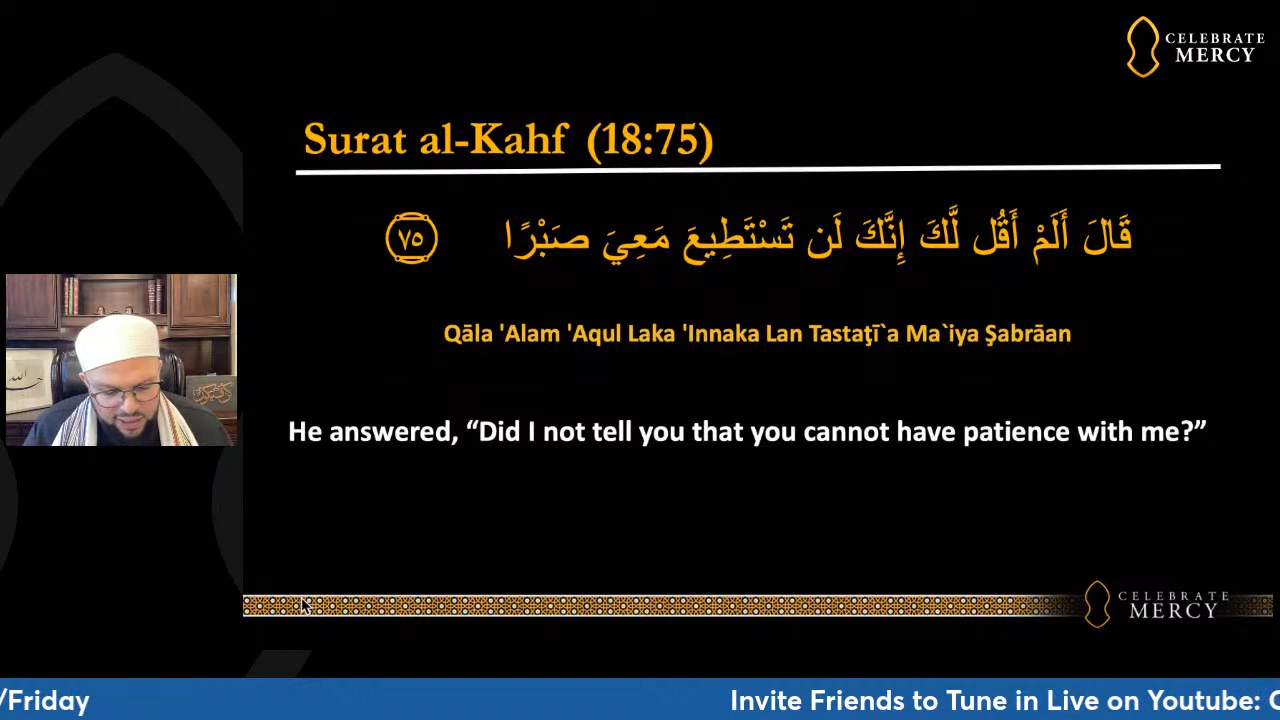 CELEBRATE
MERCY
Surat al-Kahf (18:75)
قَالَ أَلَمْ أَقُل لَّكَ إِنَّكَ لَن تَسْتَطِيعَ مَعِيَ صَبْرًا ٧٥
Qāla 'Alam 'Aqul Laka 'Innaka Lan Tastaţī`a Ma`iya Şabrāan
الله
He answered, “Did I not tell you that you cannot have patience with me?”
CELEBRATE
MERCY
/Friday
Invite Friends to Tune in Live on Youtube: C